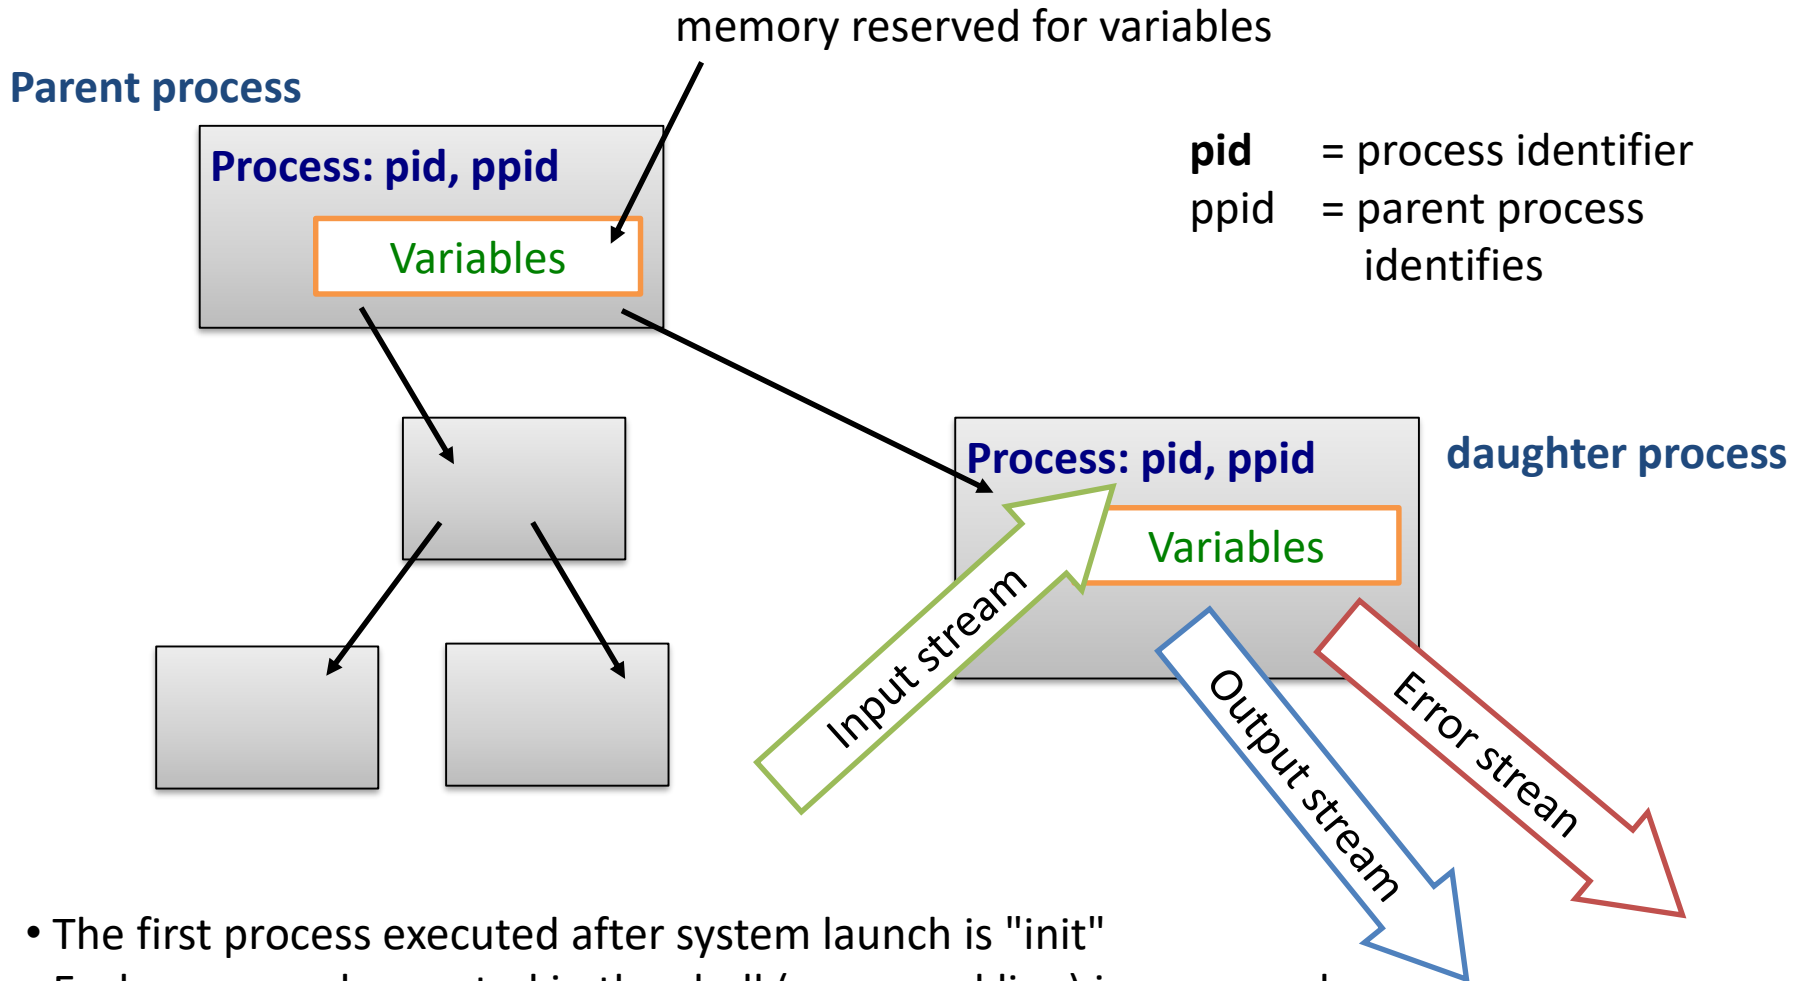 memory reserved for variables
Parent process
Process: pid, ppid
Variables
pid = process identifier
ppid = parent process
identifies
Process: pid, ppid
daughter process
Variables
Input stream
Output stream
Error strean
• The first process executed after system launch is "init"